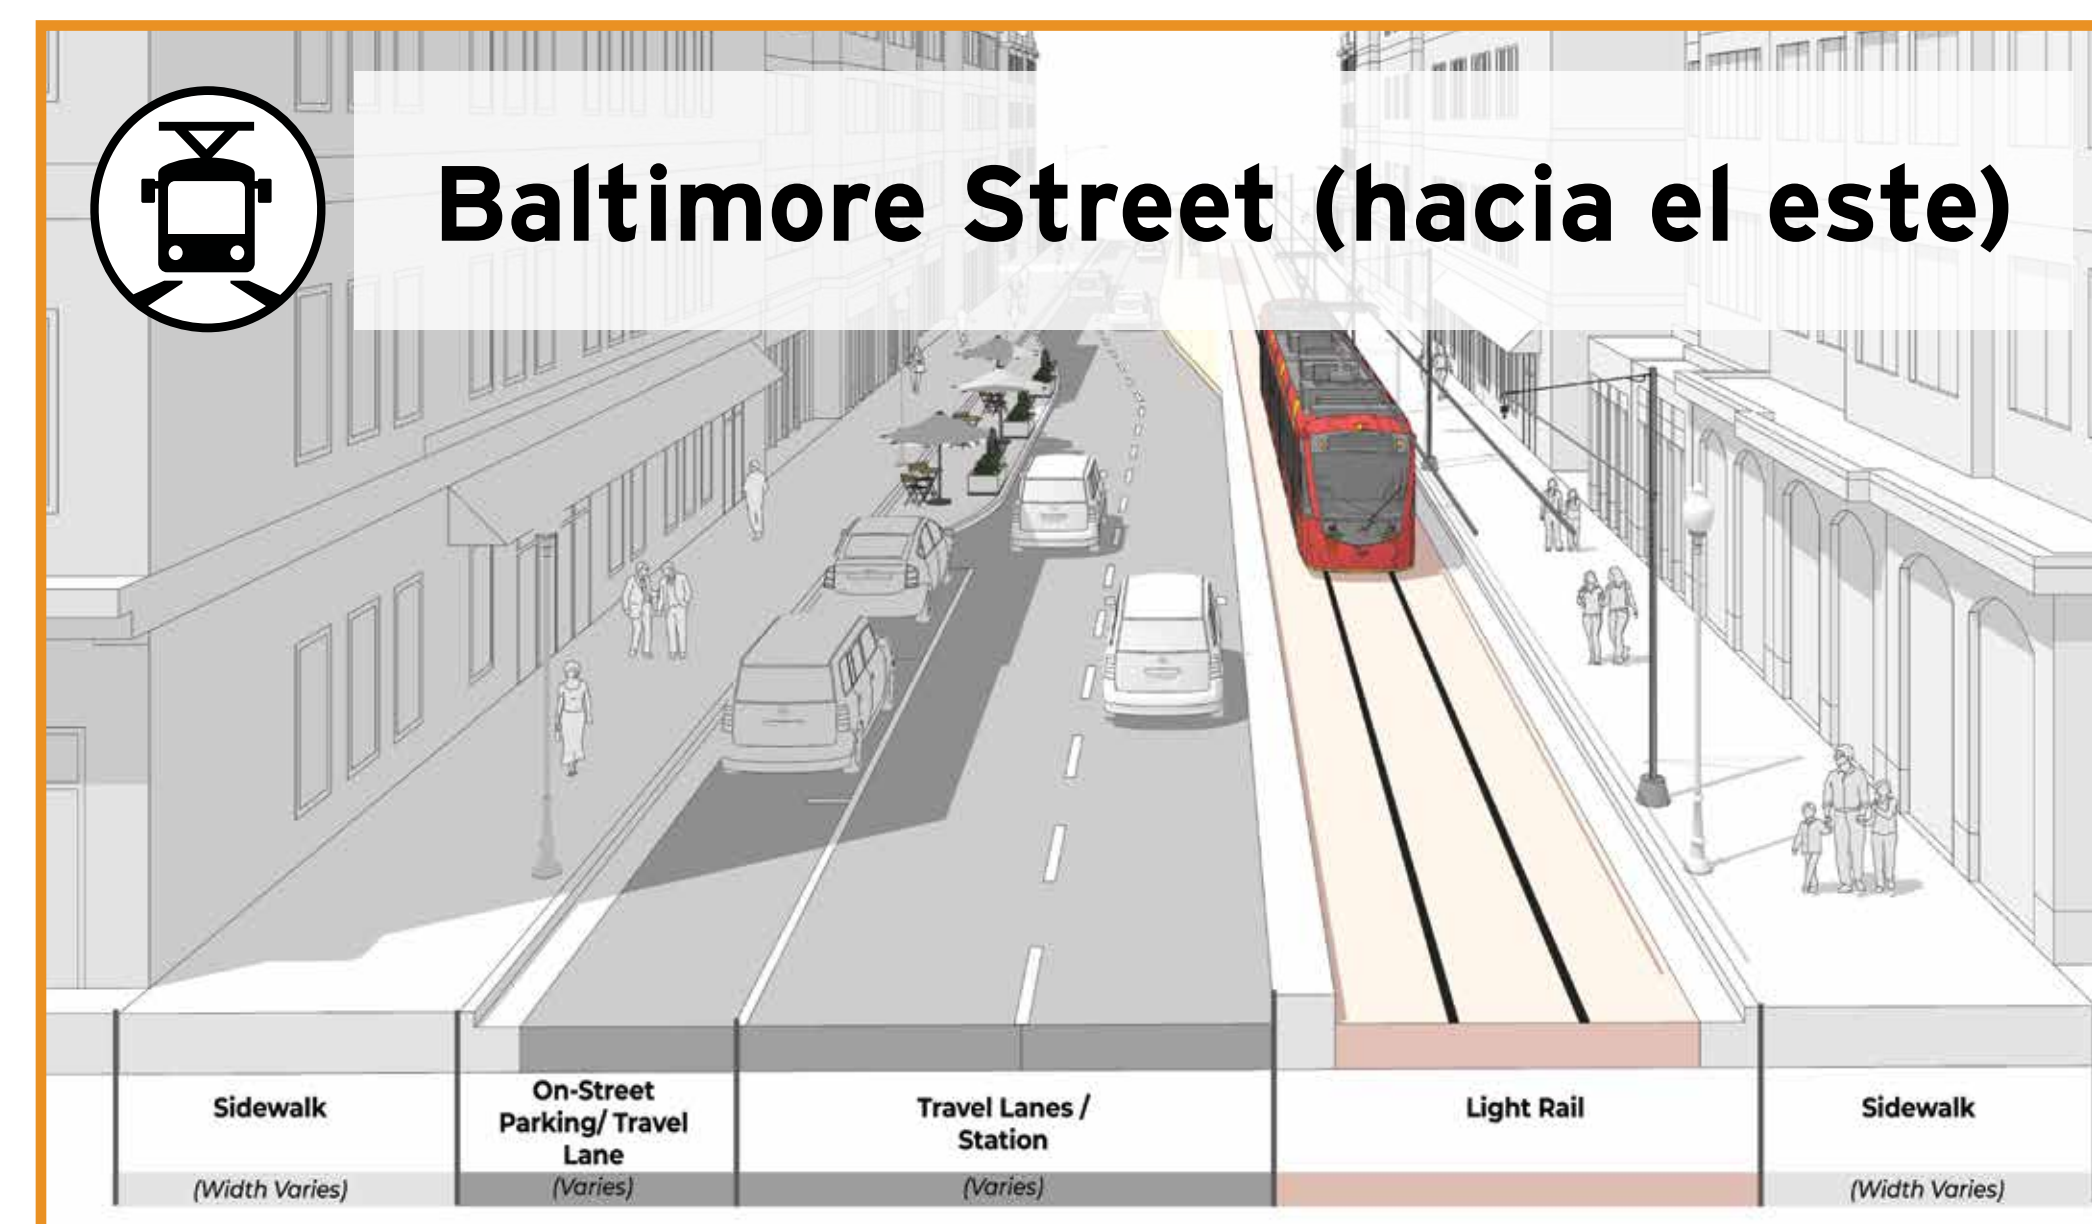 Baltimore Street (hacia el este)
Sidewalk
(Width Varies)
On-Street
Parking/ Travel
Lane
(Varies)
Travel Lanes /
Station
(Varies)
Light Rail
Sidewalk
(Width Varies)